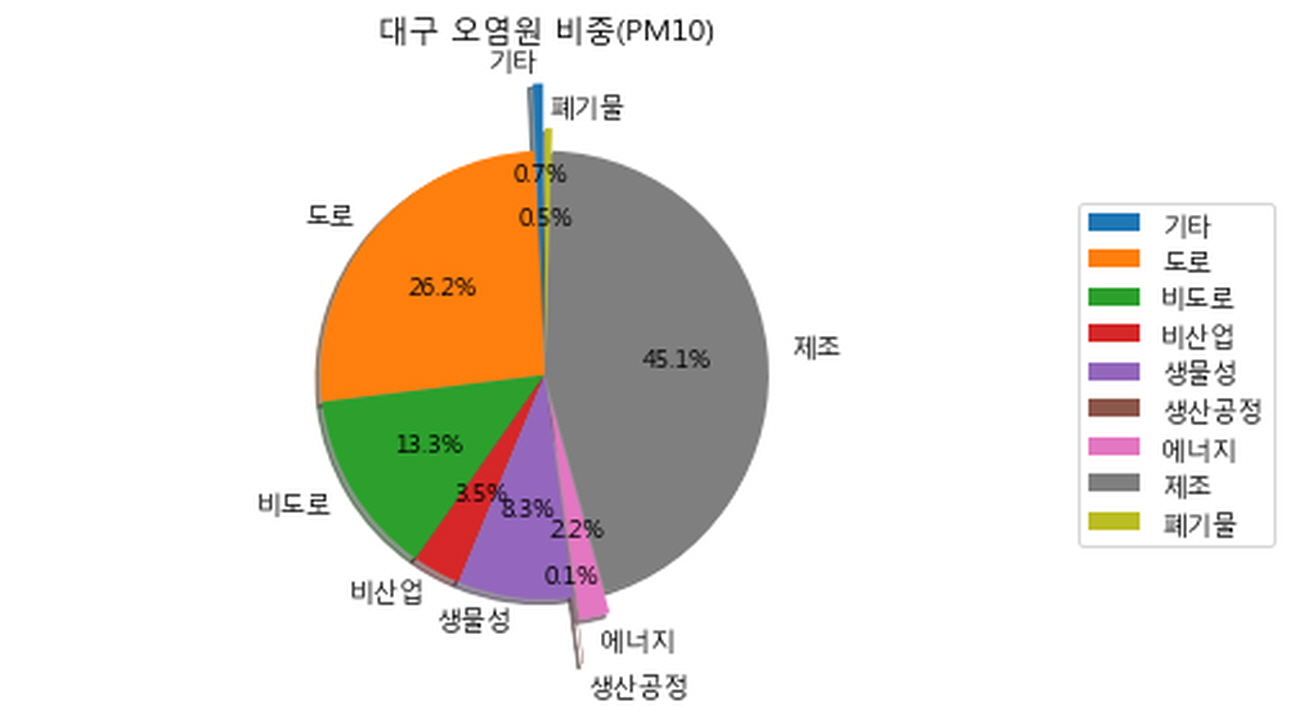 대구 오염원 비중(PM10)
기타
폐기물
0.7%
도로
0.5%
26.2%
제조
45.1%
13.3%
3.5%
8.3%
비도로
2.2%
0.1%
비산업
생물성
에너지
생산공정
기타
도로
비도로
비산업
생물성
생산공정
에너지
제조
폐기물